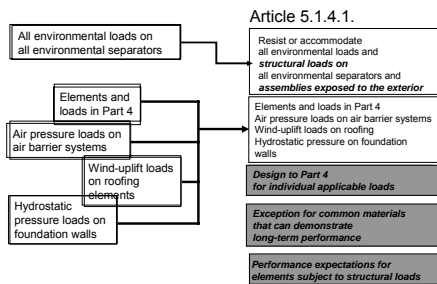 Article 5.1.4.1.
All environmental loads on
all environmental separators
Resist or accommodate
all environmental loads and
structural loads on
all environmental separators and
assemblies exposed to the exterior
Elements and
loads in Part 4
Air pressure loads on
air barrier systems
Wind-uplift loads
on roofing
elements
Hydrostatic
pressure loads on
foundation walls
Elements and loads in Part 4
Air pressure loads on air barrier systems
Wind-uplift loads on roofing
Hydrostatic pressure on foundation
walls
Design to Part 4
for individual applicable loads
Exception for common materials
that can demonstrate
long-term performance
Performance expectations for
elements subject to structural loads